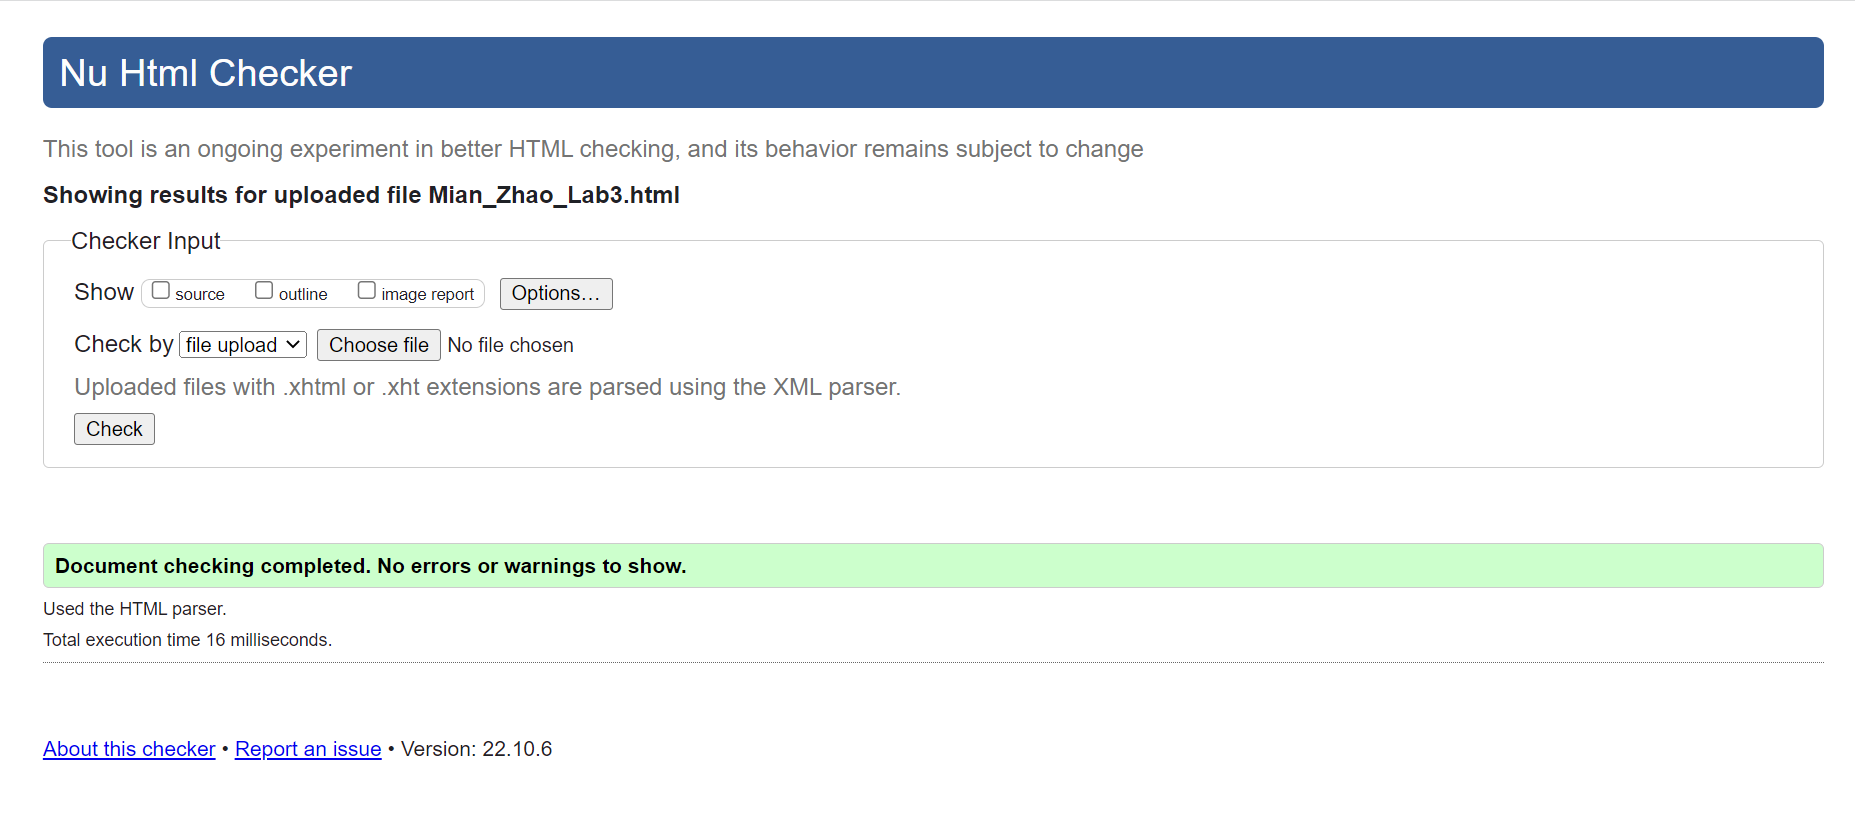 Nu Html Checker
This tool is an ongoing experiment in better HTML checking, and its behavior remains subject to change
Showing results for uploaded file Mian_Zhao_Lab3.html
Checker Input
Show source outline image report Options...
Check by file upload Choose file No file chosen
Uploaded files with .xhtml or .xht extensions are parsed using the XML parser.
Check
Document checking completed. No errors or warnings to show.
Used the HTML parser.
Total execution time 16 milliseconds.
About this checker • Report an issue • Version: 22.10.6